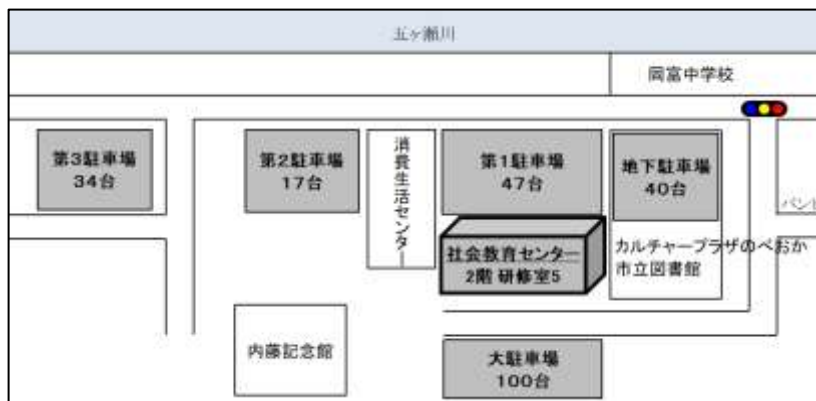 五ヶ瀬川
岡富中学校
第3駐車場
34台
第2駐車場
17台
消費生活センター
第1駐車場
47台
地下駐車場
40台
社会教育センター
2階 研修室5
カルチャープラザのべおか
市立図書館
内藤記念館
大駐車場
100台